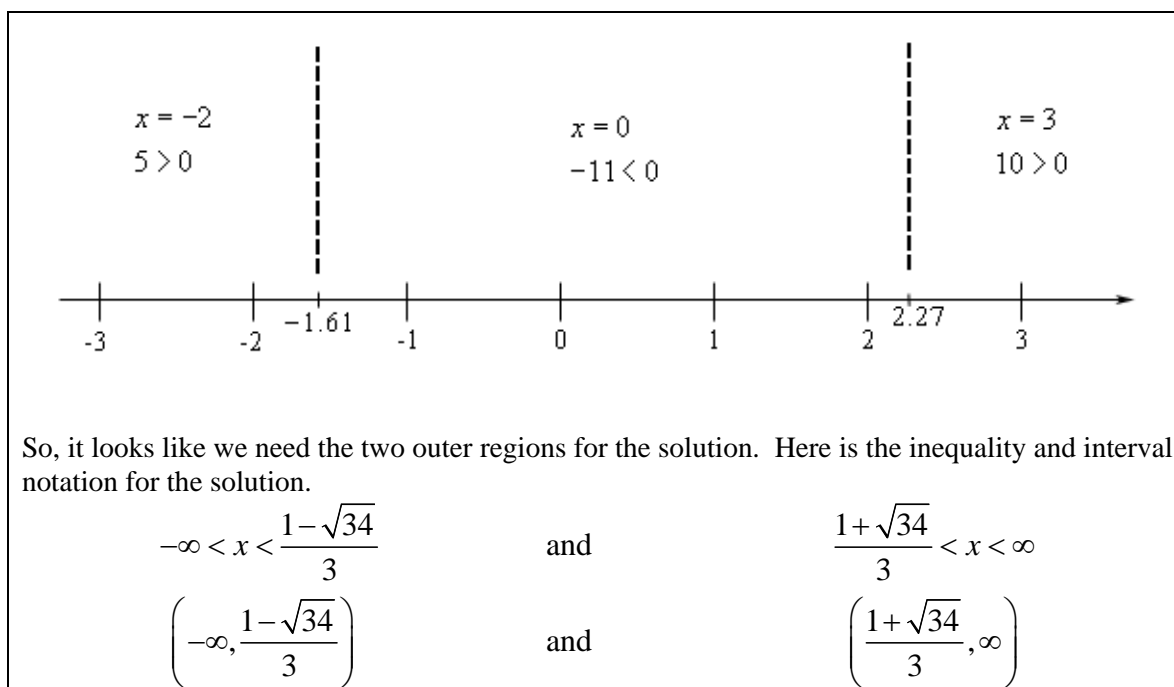 x = −2 x = 0 x = 3
5 > 0 −11 < 0 10 > 0
-3 -2 −1.61 -1 0 1 2 2.27 3
So, it looks like we need the two outer regions for the solution.  Here is the inequality and interval
notation for the solution.
−∞ < x < (1 − √34)/3 and (1 + √34)/3 < x < ∞
(−∞, (1 − √34)/3) and ((1 + √34)/3, ∞)